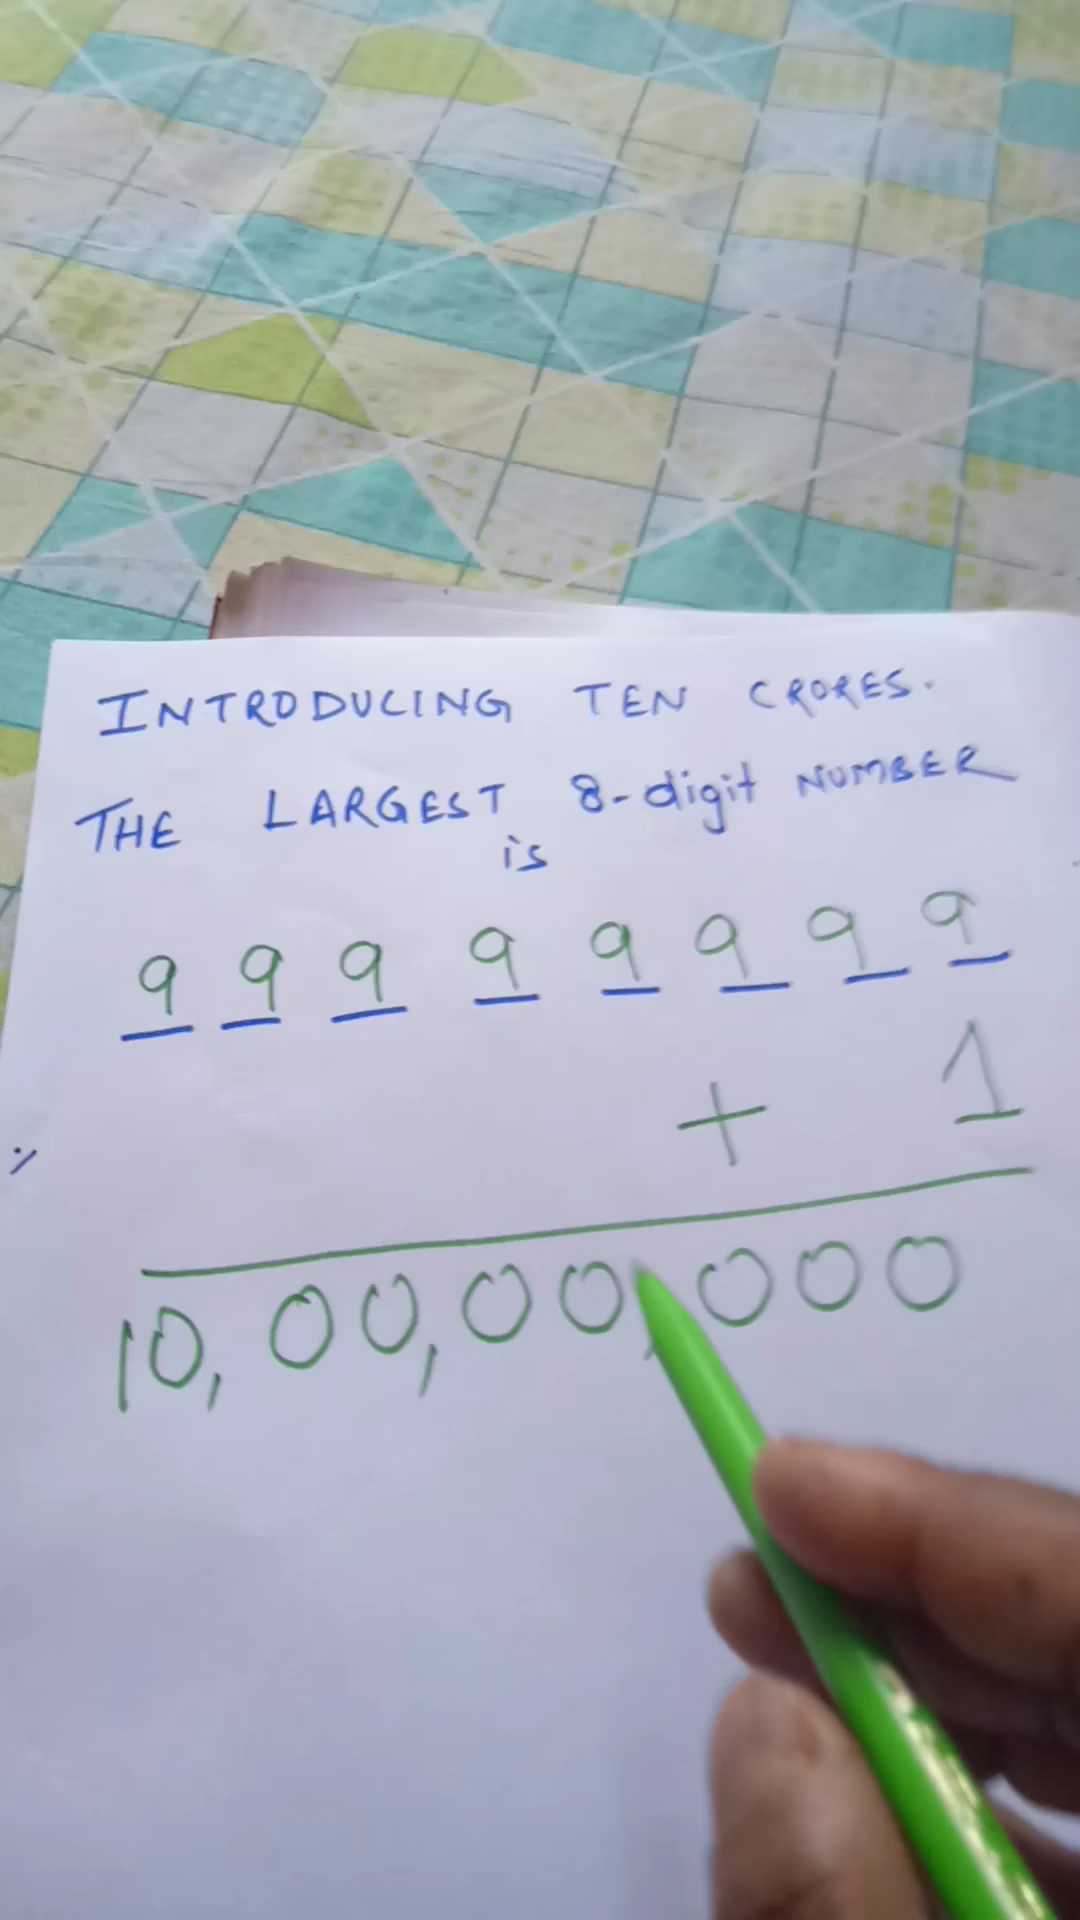 INTRODUCING TEN CRORES.
THE LARGEST 8-digit NUMBER
is
9 9 9 9 9 9 9 9
+ 1
10,00,00,000